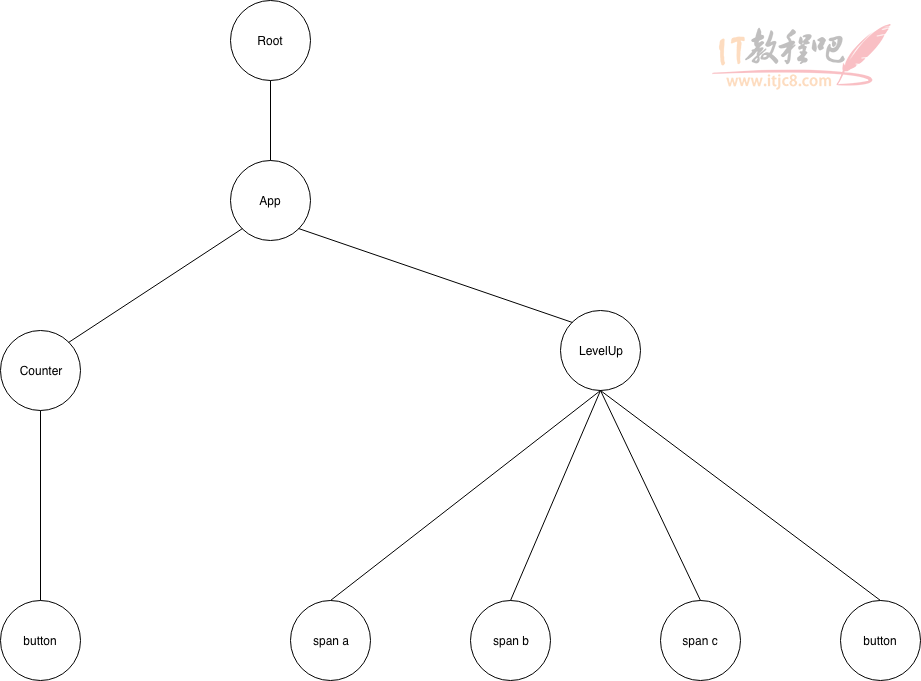 Root
IT教程吧
www.itjc8.com
App
LevelUp
Counter
button
span a
span b
span c
button